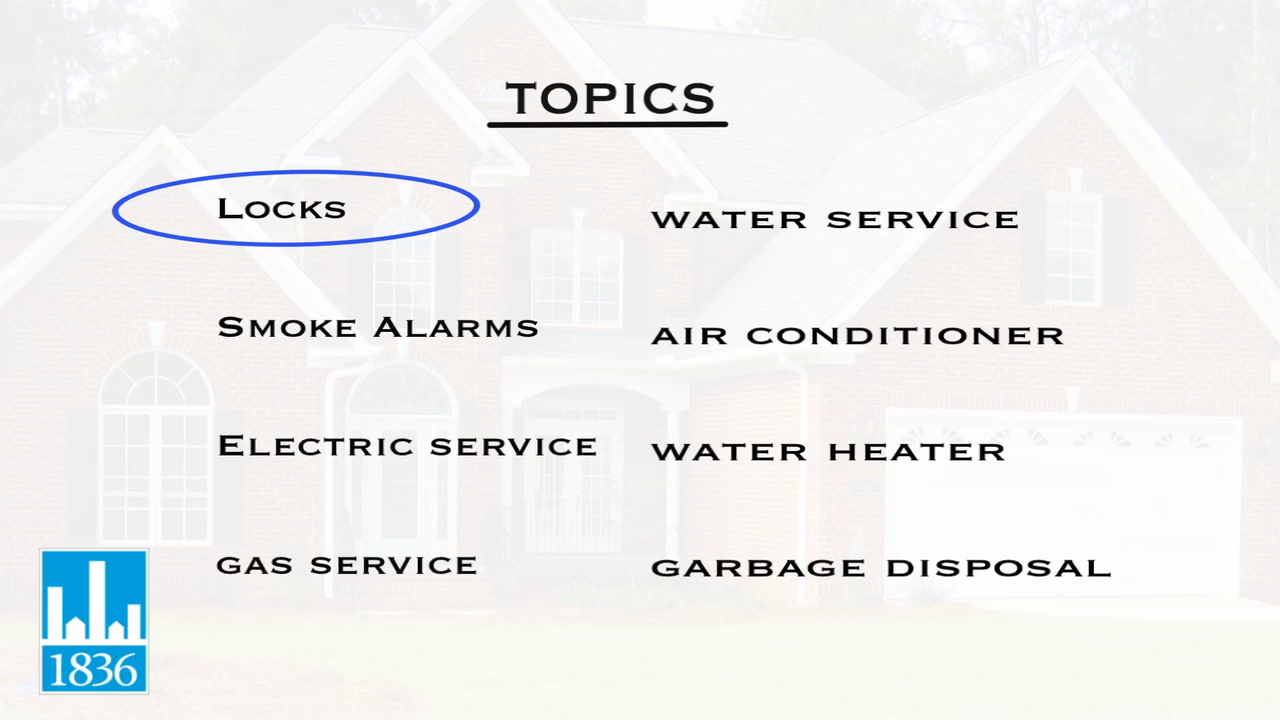 TOPICS
Locks
Smoke Alarms
Electric service
gas service
water service
air conditioner
water heater
garbage disposal
1836